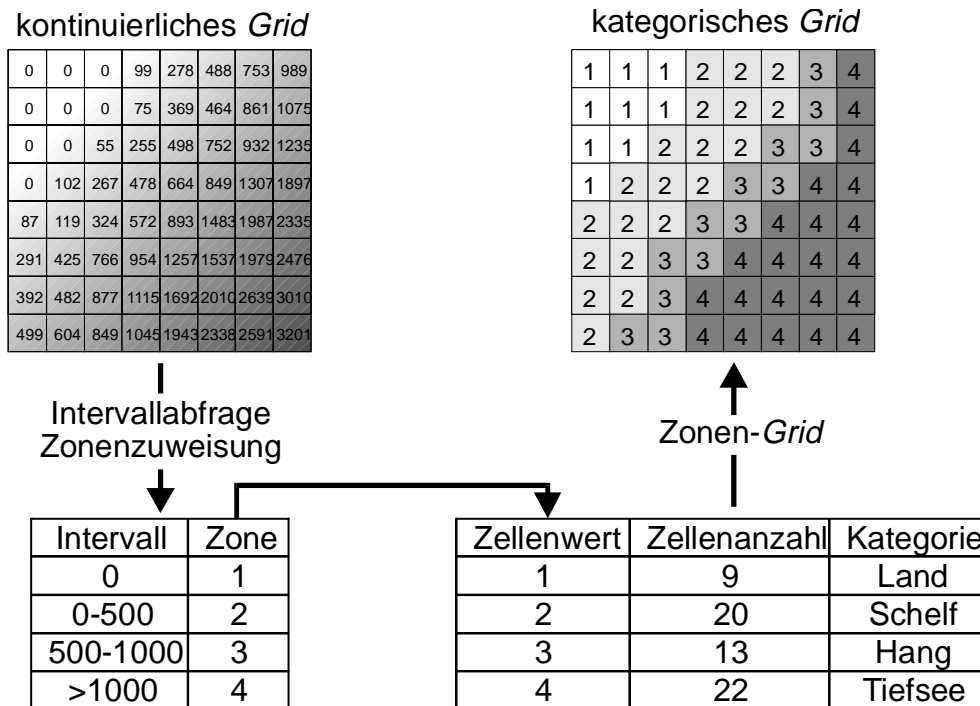 kontinuierliches Grid
0 0 0 99 278 488 753 989
0 0 0 75 369 464 861 1075
0 0 55 255 498 752 932 1235
0 102 267 478 664 849 1307 1897
87 119 324 572 893 1483 1987 2335
291 425 766 954 1257 1537 1979 2476
392 482 877 1115 1692 2010 2639 3010
499 604 849 1045 1943 2338 2591 3201
kategorisches Grid
1 1 1 2 2 2 3 4
1 1 1 2 2 2 3 4
1 1 2 2 2 3 3 4
1 2 2 2 3 3 4 4
2 2 2 3 3 4 4 4
2 2 3 3 4 4 4 4
2 2 3 4 4 4 4 4
2 3 3 4 4 4 4 4
Intervallabfrage
Zonenzuweisung
Zonen-Grid
Intervall Zone
0 1
0-500 2
500-1000 3
>1000 4
Zellenwert Zellenanzahl Kategorie
1 9 Land
2 20 Schelf
3 13 Hang
4 22 Tiefsee